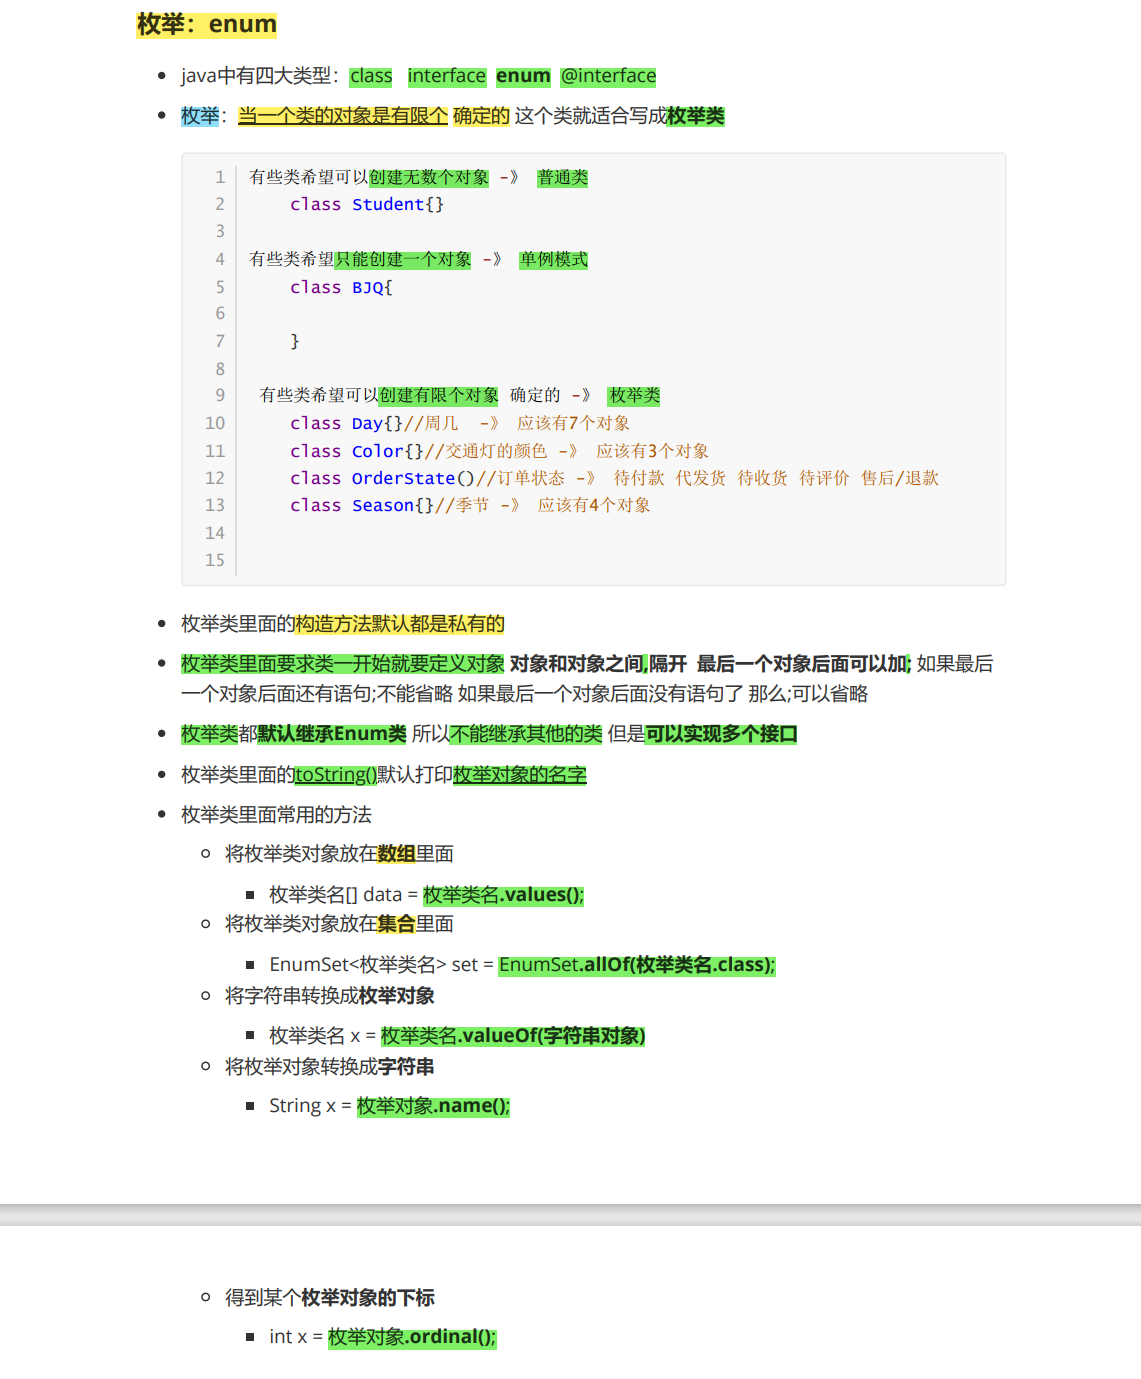 枚举：enum
java中有四大类型：class interface enum @interface
枚举：当一个类的对象是有限个 确定的 这个类就适合写成枚举类
1 有些类希望可以创建无数个对象 -》 普通类
2 class Student{}
3
4 有些类希望只能创建一个对象 -》 单例模式
5 class BJQ{
6
7 }
8
9 有些类希望可以创建有限个对象 确定的 -》 枚举类
10 class Day{}//周几 -》 应该有7个对象
11 class Color{}//交通灯的颜色 -》 应该有3个对象
12 class OrderState()//订单状态 -》 待付款 代发货 待收货 待评价 售后/退款
13 class Season{}//季节 -》 应该有4个对象
14
15
枚举类里面的构造方法默认都是私有的
枚举类里面要求类一开始就要定义对象 对象和对象之间,隔开 最后一个对象后面可以加; 如果最后
一个对象后面还有语句;不能省略 如果最后一个对象后面没有语句了 那么;可以省略
枚举类都默认继承Enum类 所以不能继承其他的类 但是可以实现多个接口
枚举类里面的toString()默认打印枚举对象的名字
枚举类里面常用的方法
将枚举类对象放在数组里面
枚举类名[] data = 枚举类名.values();
将枚举类对象放在集合里面
EnumSet<枚举类名> set = EnumSet.allOf(枚举类名.class);
将字符串转换成枚举对象
枚举类名 x = 枚举类名.valueOf(字符串对象)
将枚举对象转换成字符串
String x = 枚举对象.name();
得到某个枚举对象的下标
int x = 枚举对象.ordinal();